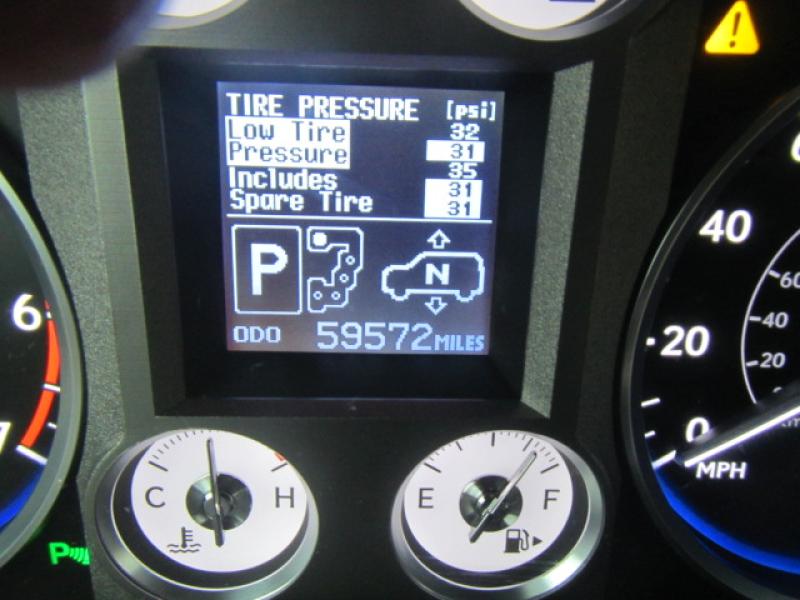 TIRE PRESSURE [psi]
Low Tire 32
Pressure 31
35
Includes 31
Spare Tire 31
P
N
ODO 59572 MILES
6
7
40
20
0
MPH
60
40
20
C H
E F
P